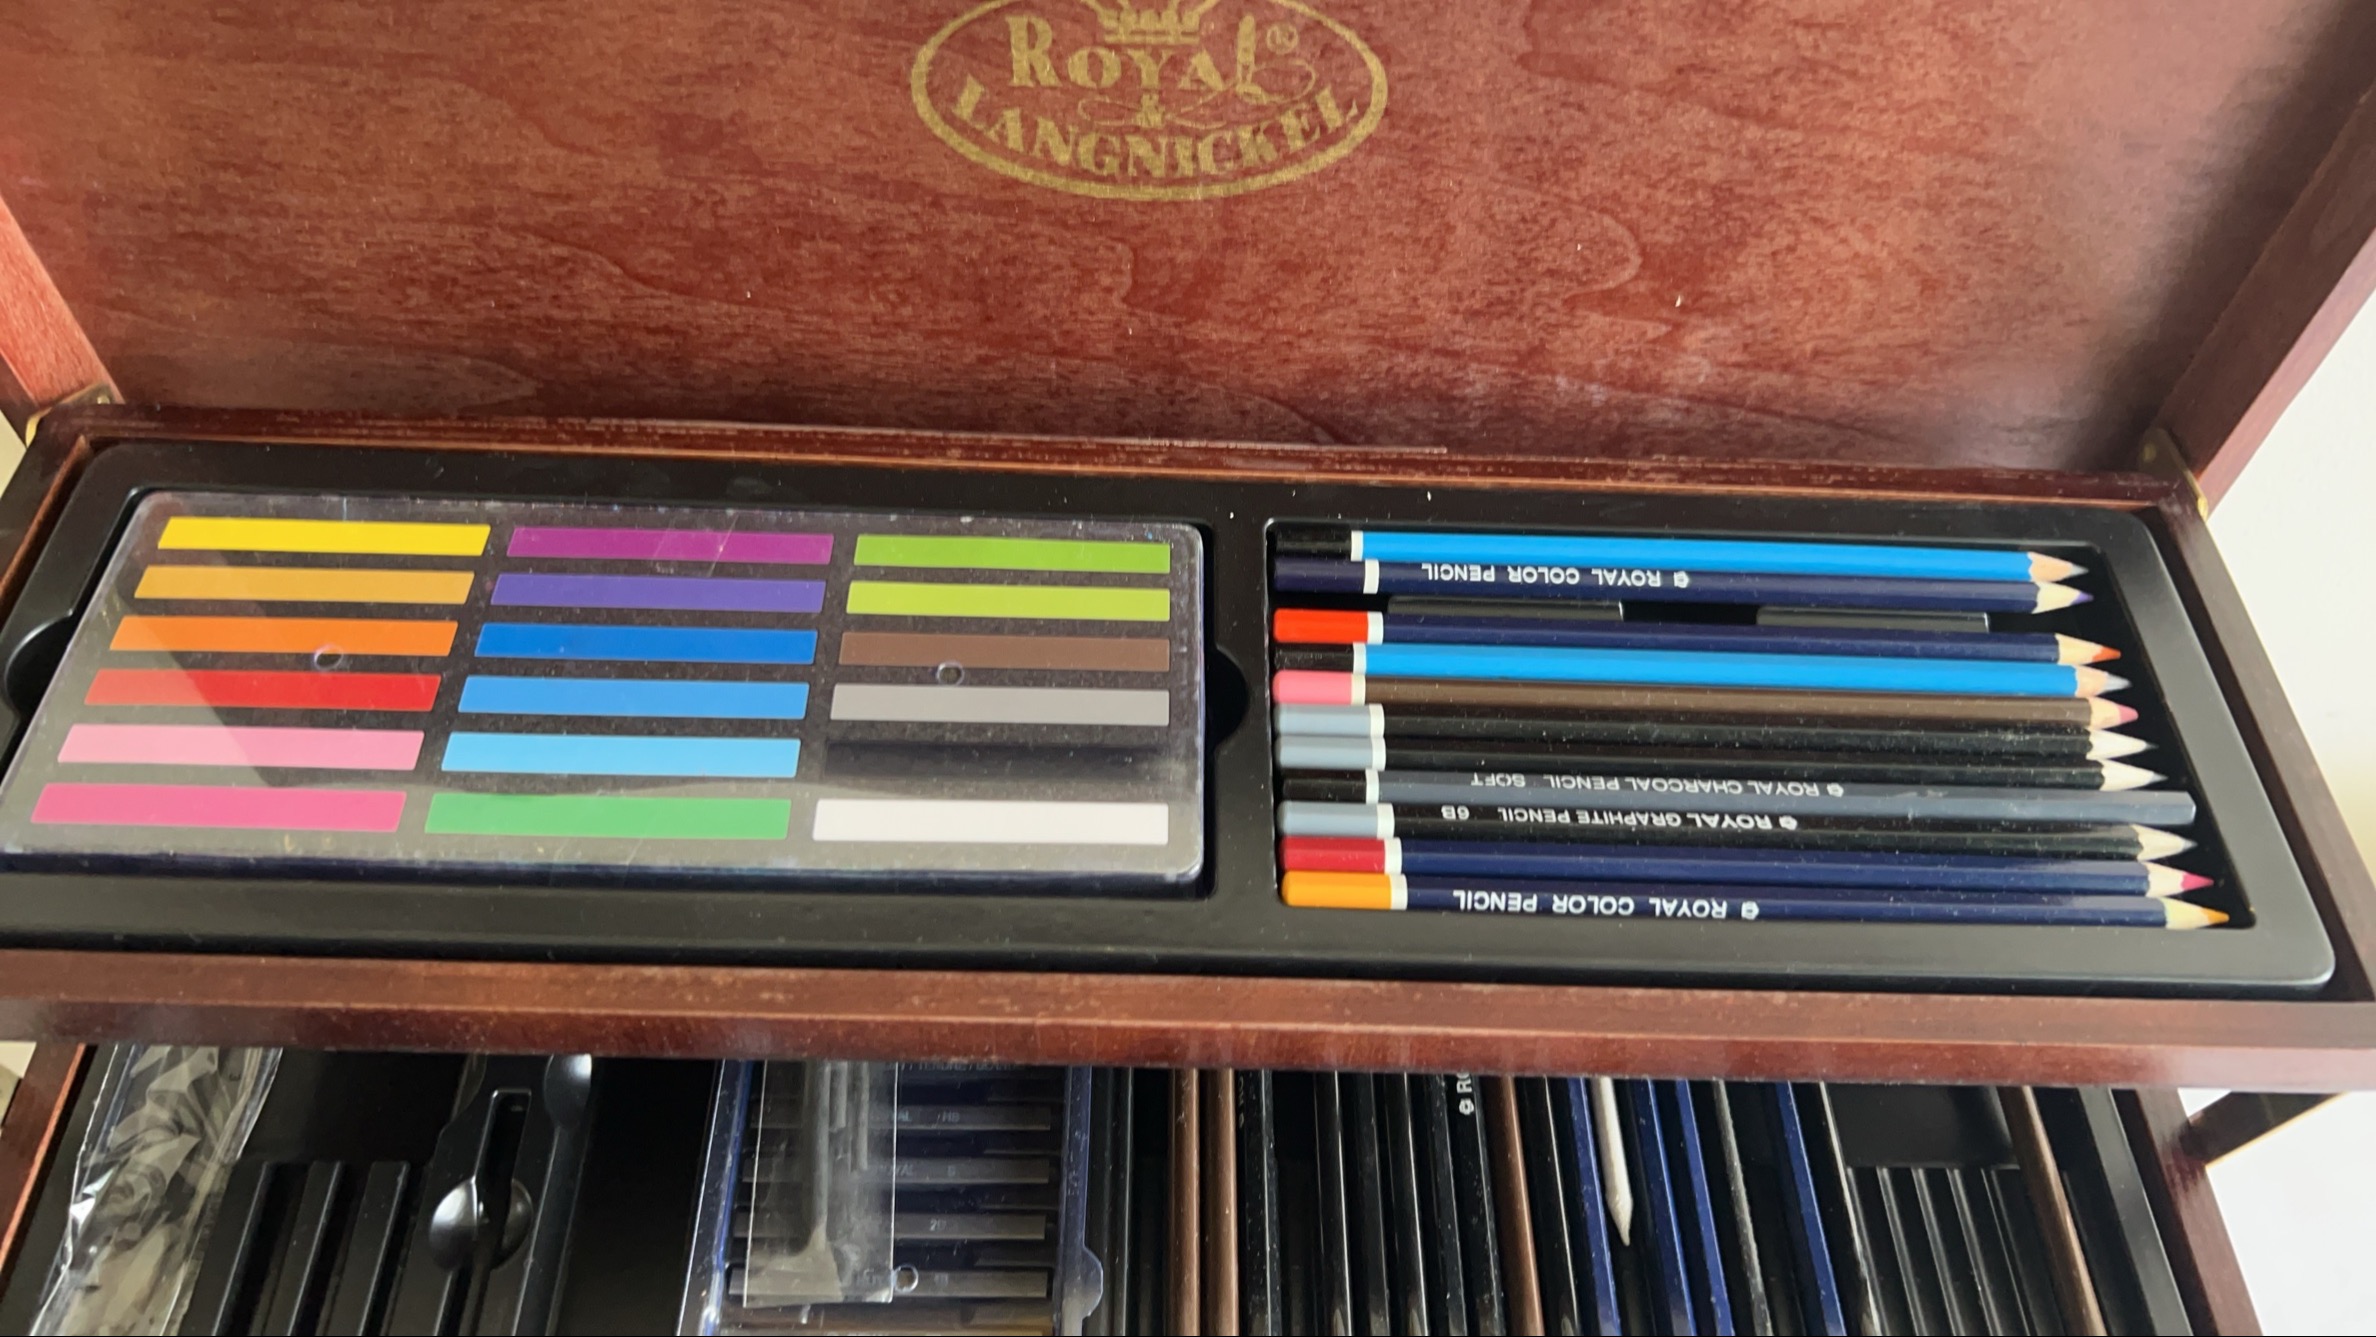 ROYAL®
&
LANGNICKEL
ROYAL COLOR PENCIL
ROYAL CHARCOAL PENCIL SOFT
ROYAL GRAPHITE PENCIL 6B
ROYAL COLOR PENCIL